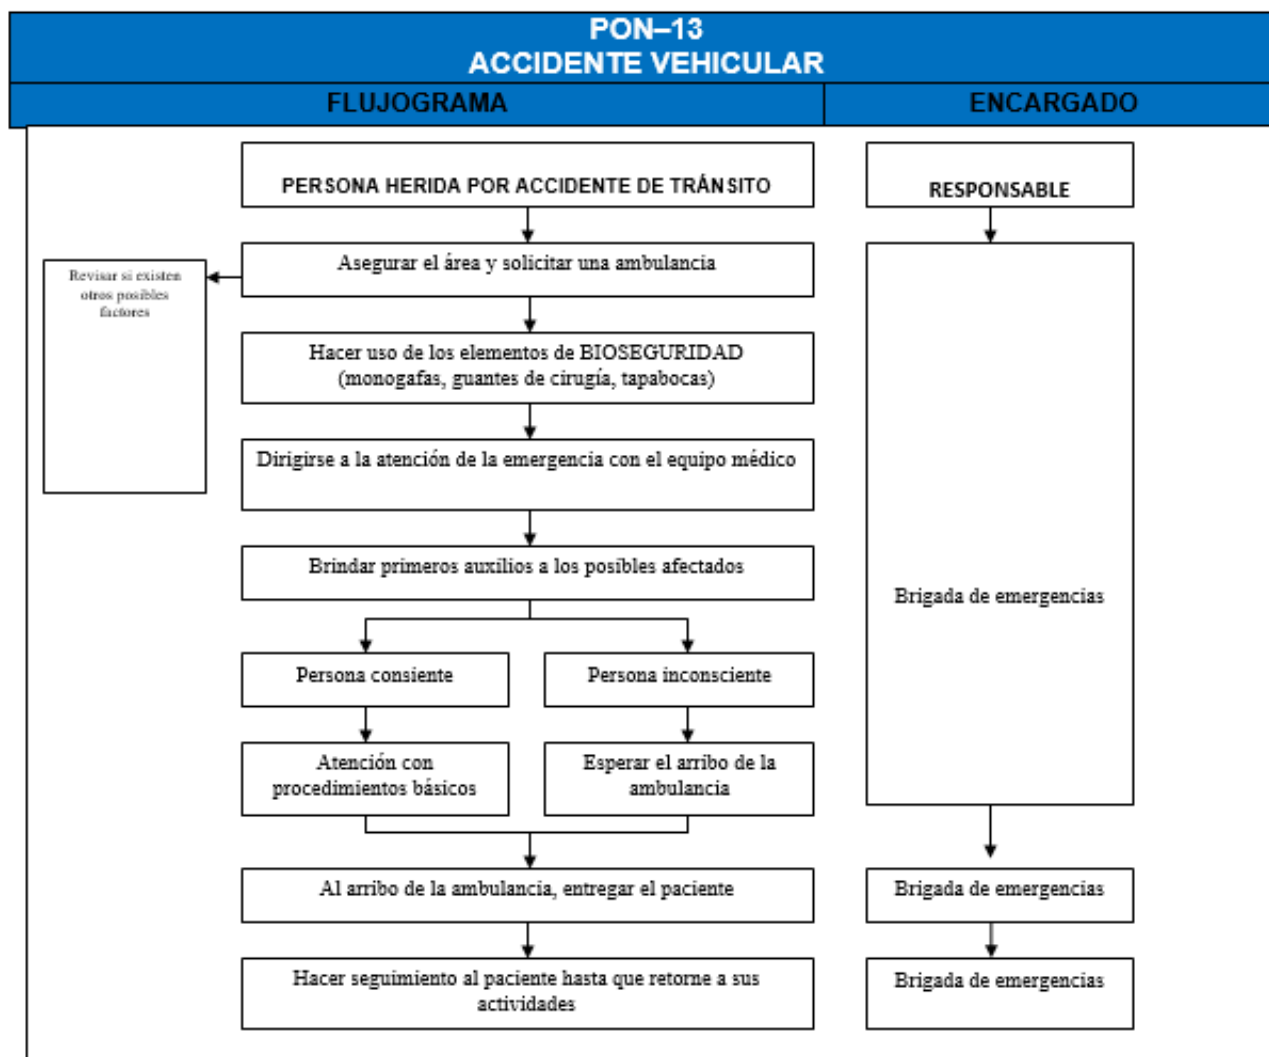 PON–13
ACCIDENTE VEHICULAR
FLUJOGRAMA
ENCARGADO
PERSONA HERIDA POR ACCIDENTE DE TRÁNSITO
RESPONSABLE
Asegurar el área y solicitar una ambulancia
Revisar si existen
otros posibles
factores
Hacer uso de los elementos de BIOSEGURIDAD
(monogafas, guantes de cirugía, tapabocas)
Dirigirse a la atención de la emergencia con el equipo médico
Brindar primeros auxilios a los posibles afectados
Brigada de emergencias
Persona consiente
Persona inconsciente
Atención con
procedimientos básicos
Esperar el arribo de la
ambulancia
Al arribo de la ambulancia, entregar el paciente
Brigada de emergencias
Hacer seguimiento al paciente hasta que retorne a sus
actividades
Brigada de emergencias